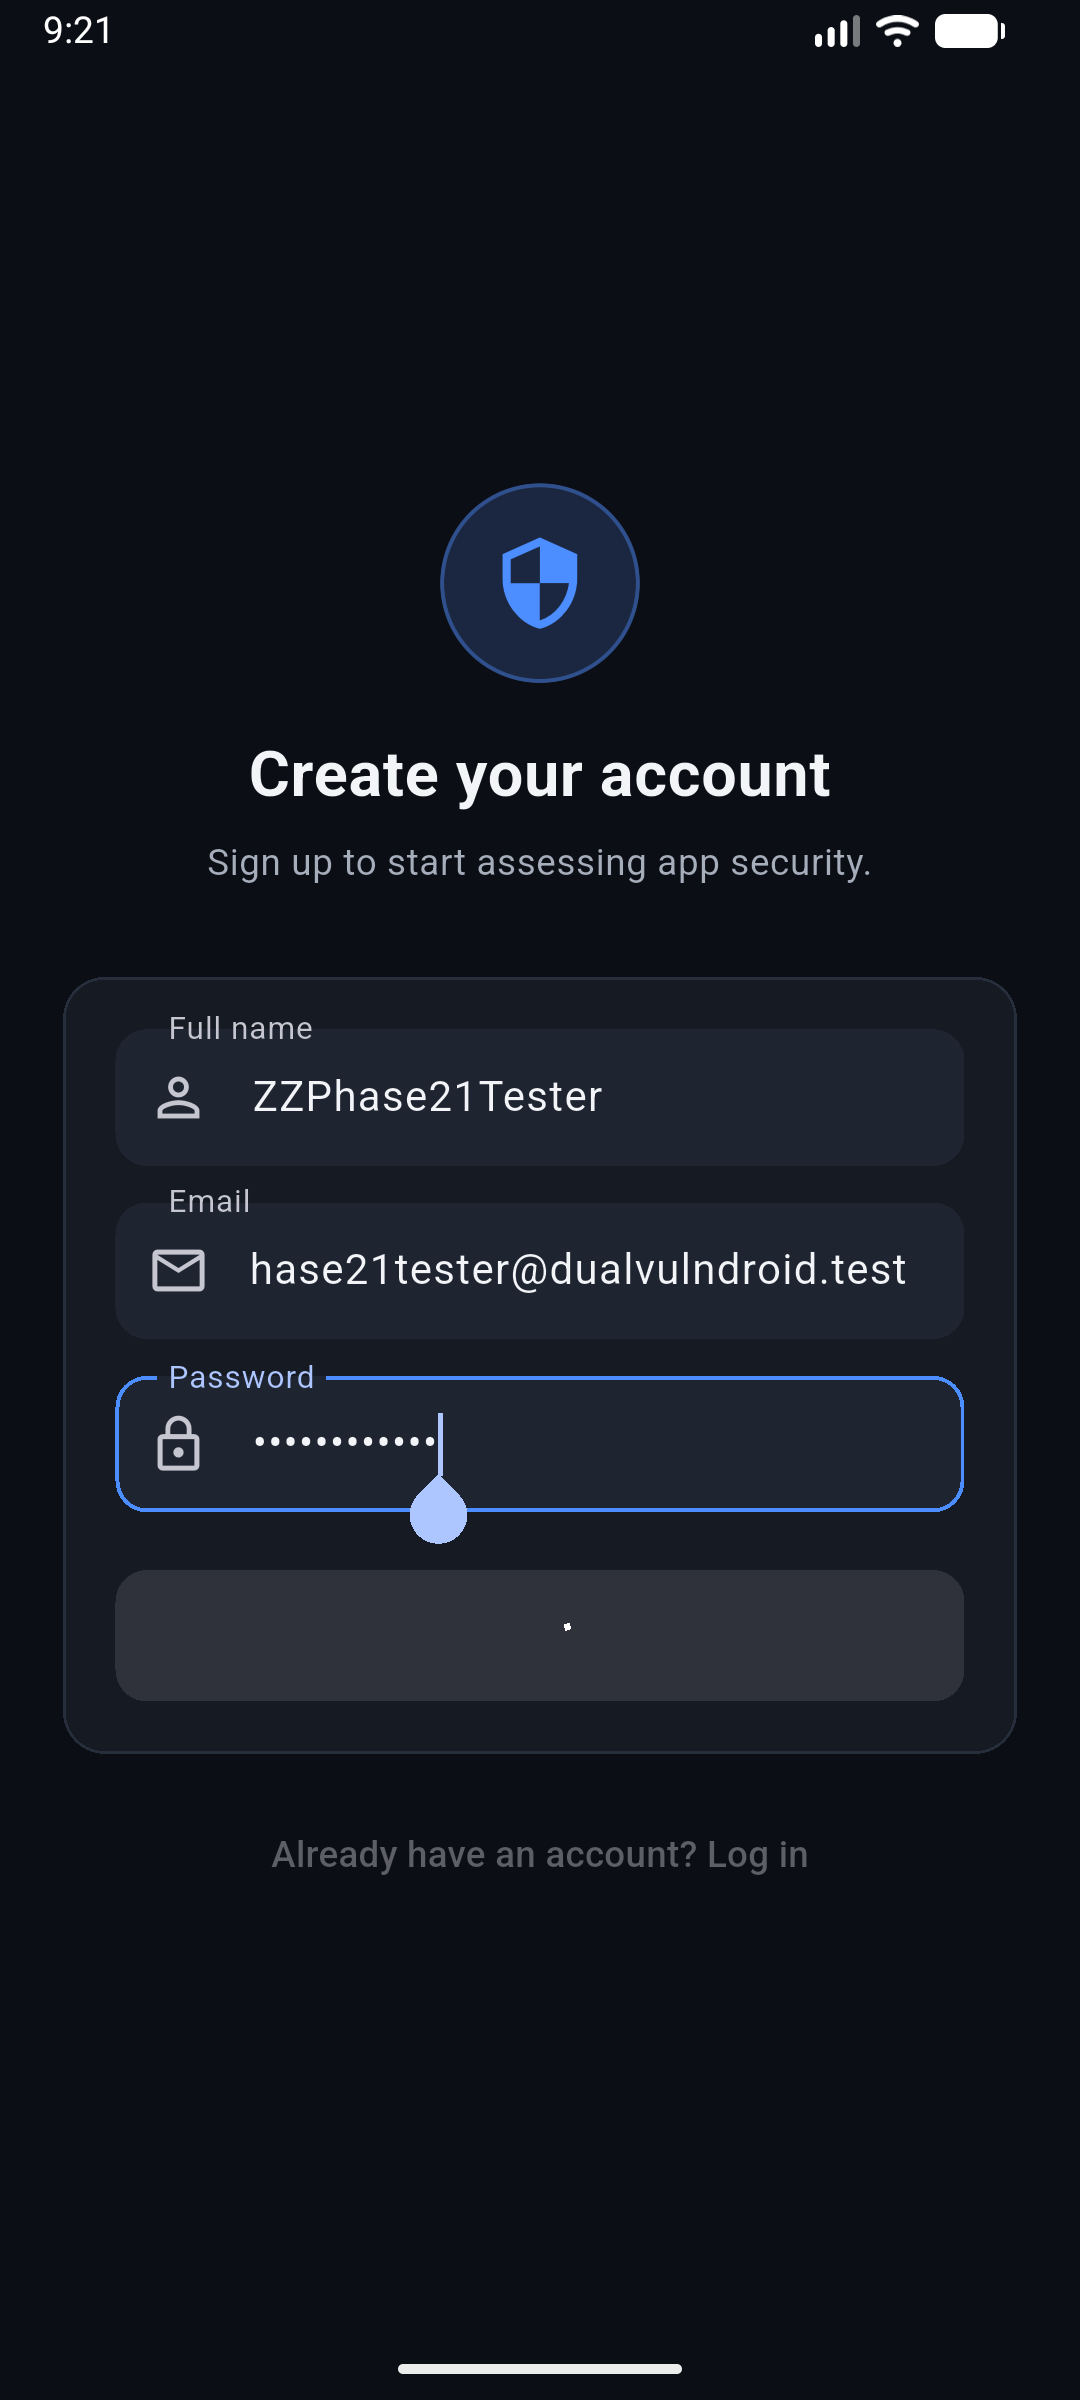 9:21
Create your account
Sign up to start assessing app security.
Full name
ZZPhase21Tester
Email
hase21tester@dualvulndroid.test
Password
••••••••••••
Already have an account? Log in